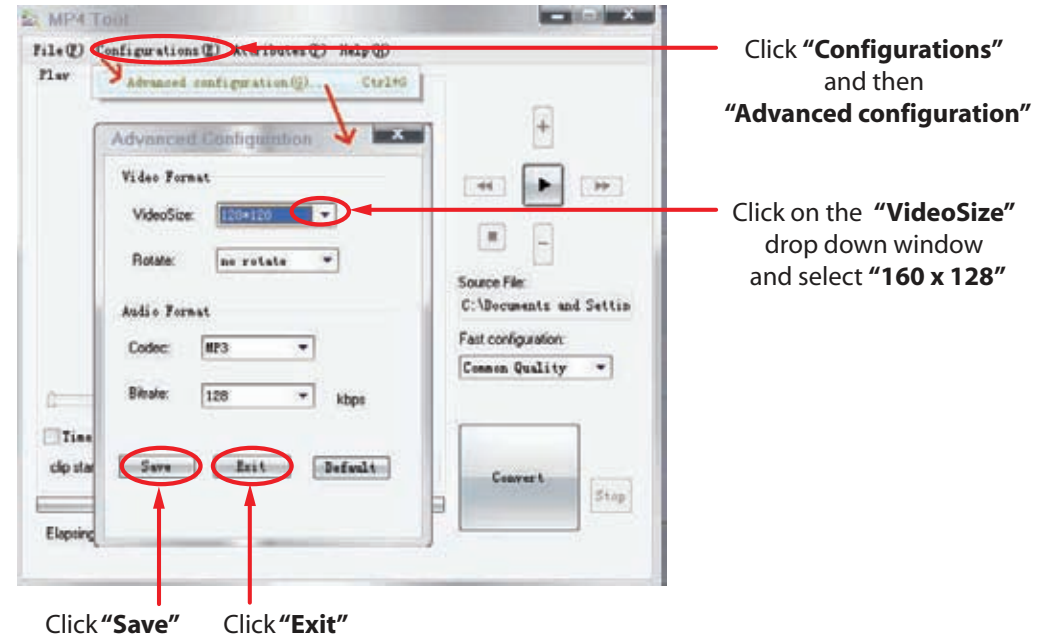 MP4 Tool
File(F) Configurations(E) Attributes(T) Help(H)
Play
Advanced configuration(G)... Ctrl+G
Advanced Configuration
Video Format
VideoSize: 128*128
Rotate: no rotate
Audio Format
Codec: MP3
Bitrate: 128 kbps
Save Exit Default
Time
clip star
Elapsing
+
-
Source File:
C:\Documents and Settin
Fast configuration:
Common Quality
Convert
Stop
Click “Configurations”
and then
“Advanced configuration”
Click on the “VideoSize”
drop down window
and select “160 x 128”
Click “Save” Click “Exit”